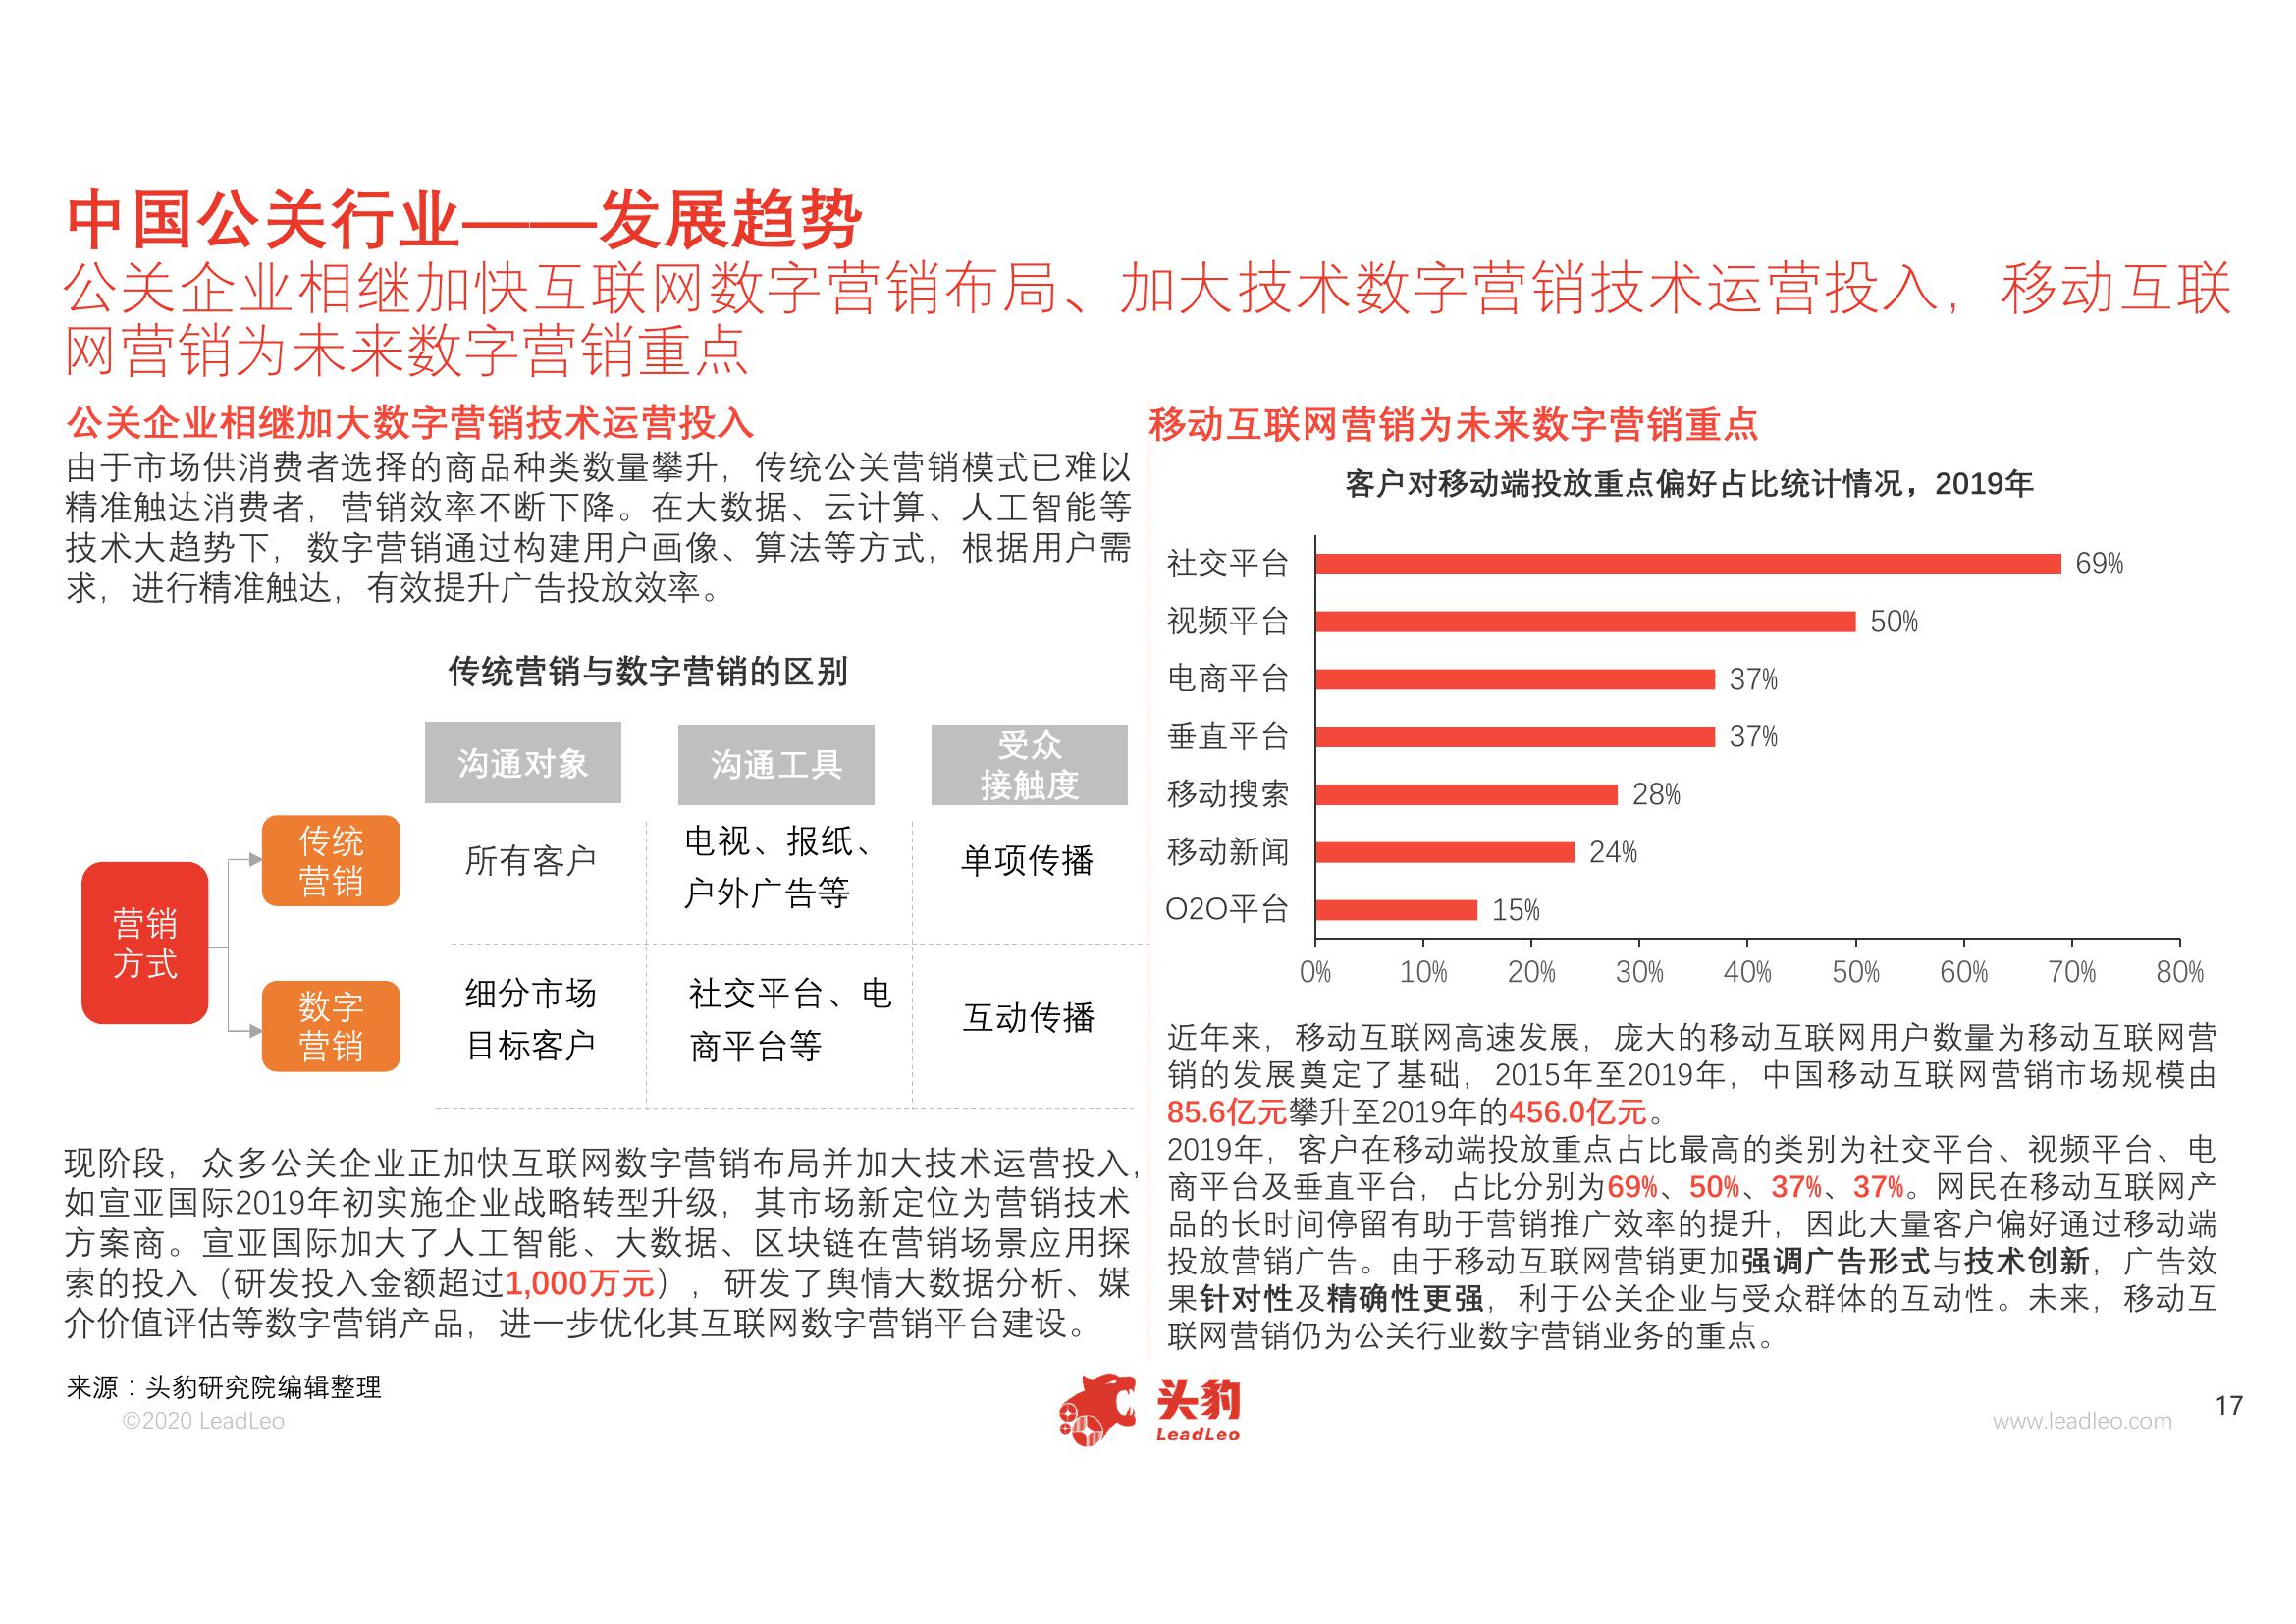 中国公关行业——发展趋势
公关企业相继加快互联网数字营销布局、加大技术数字营销技术运营投入，移动互联
网营销为未来数字营销重点
公关企业相继加大数字营销技术运营投入
由于市场供消费者选择的商品种类数量攀升，传统公关营销模式已难以
精准触达消费者，营销效率不断下降。在大数据、云计算、人工智能等
技术大趋势下，数字营销通过构建用户画像、算法等方式，根据用户需
求，进行精准触达，有效提升广告投放效率。
传统营销与数字营销的区别
沟通对象
沟通工具
受众
接触度
营销
方式
传统
营销
所有客户
电视、报纸、
户外广告等
单项传播
数字
营销
细分市场
目标客户
社交平台、电
商平台等
互动传播
现阶段，众多公关企业正加快互联网数字营销布局并加大技术运营投入，
如宣亚国际2019年初实施企业战略转型升级，其市场新定位为营销技术
方案商。宣亚国际加大了人工智能、大数据、区块链在营销场景应用探
索的投入（研发投入金额超过1,000万元），研发了舆情大数据分析、媒
介价值评估等数字营销产品，进一步优化其互联网数字营销平台建设。
移动互联网营销为未来数字营销重点
客户对移动端投放重点偏好占比统计情况，2019年
社交平台 69%
视频平台 50%
电商平台 37%
垂直平台 37%
移动搜索 28%
移动新闻 24%
O2O平台 15%
0% 10% 20% 30% 40% 50% 60% 70% 80%
近年来，移动互联网高速发展，庞大的移动互联网用户数量为移动互联网营
销的发展奠定了基础，2015年至2019年，中国移动互联网营销市场规模由
85.6亿元攀升至2019年的456.0亿元。
2019年，客户在移动端投放重点占比最高的类别为社交平台、视频平台、电
商平台及垂直平台，占比分别为69%、50%、37%、37%。网民在移动互联网产
品的长时间停留有助于营销推广效率的提升，因此大量客户偏好通过移动端
投放营销广告。由于移动互联网营销更加强调广告形式与技术创新，广告效
果针对性及精确性更强，利于公关企业与受众群体的互动性。未来，移动互
联网营销仍为公关行业数字营销业务的重点。
来源：头豹研究院编辑整理
©2020 LeadLeo
头豹
LeadLeo
www.leadleo.com
17